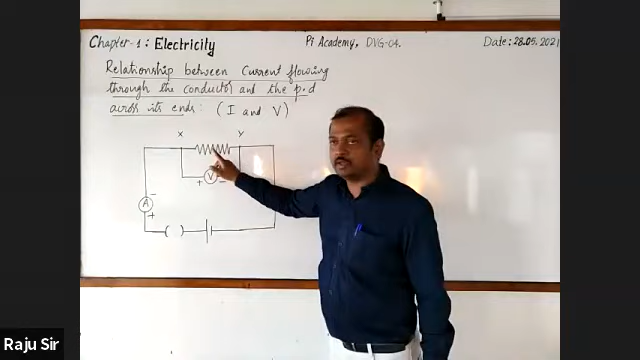 Chapter-1: Electricity
Pi Academy, DVG-04.
Date: 28.05.2021
Relationship between Current flowing
through the conductor and the p.d
across its ends: (I and V)
X
Y
+ V -
-
A
+
Raju Sir